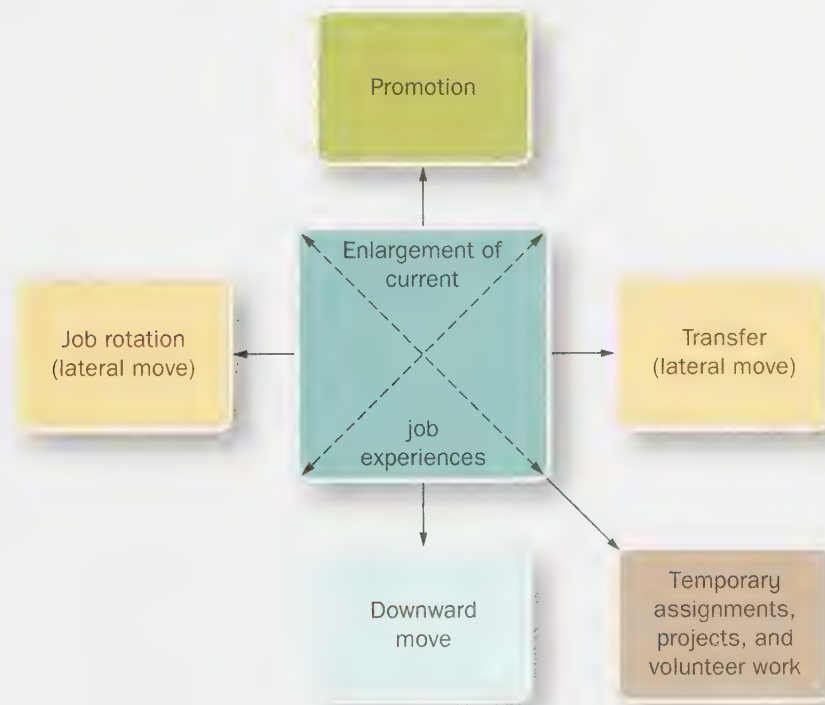 Promotion
Enlargement of
current
job
experiences
Job rotation
(lateral move)
Transfer
(lateral move)
Downward
move
Temporary
assignments,
projects, and
volunteer work